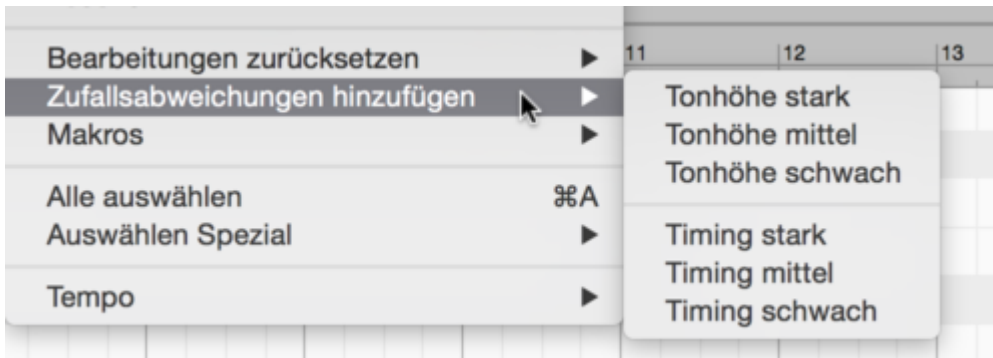 11 12 13
Bearbeitungen zurücksetzen
Zufallsabweichungen hinzufügen
Makros
Alle auswählen ⌘A
Auswählen Spezial
Tempo
Tonhöhe stark
Tonhöhe mittel
Tonhöhe schwach
Timing stark
Timing mittel
Timing schwach